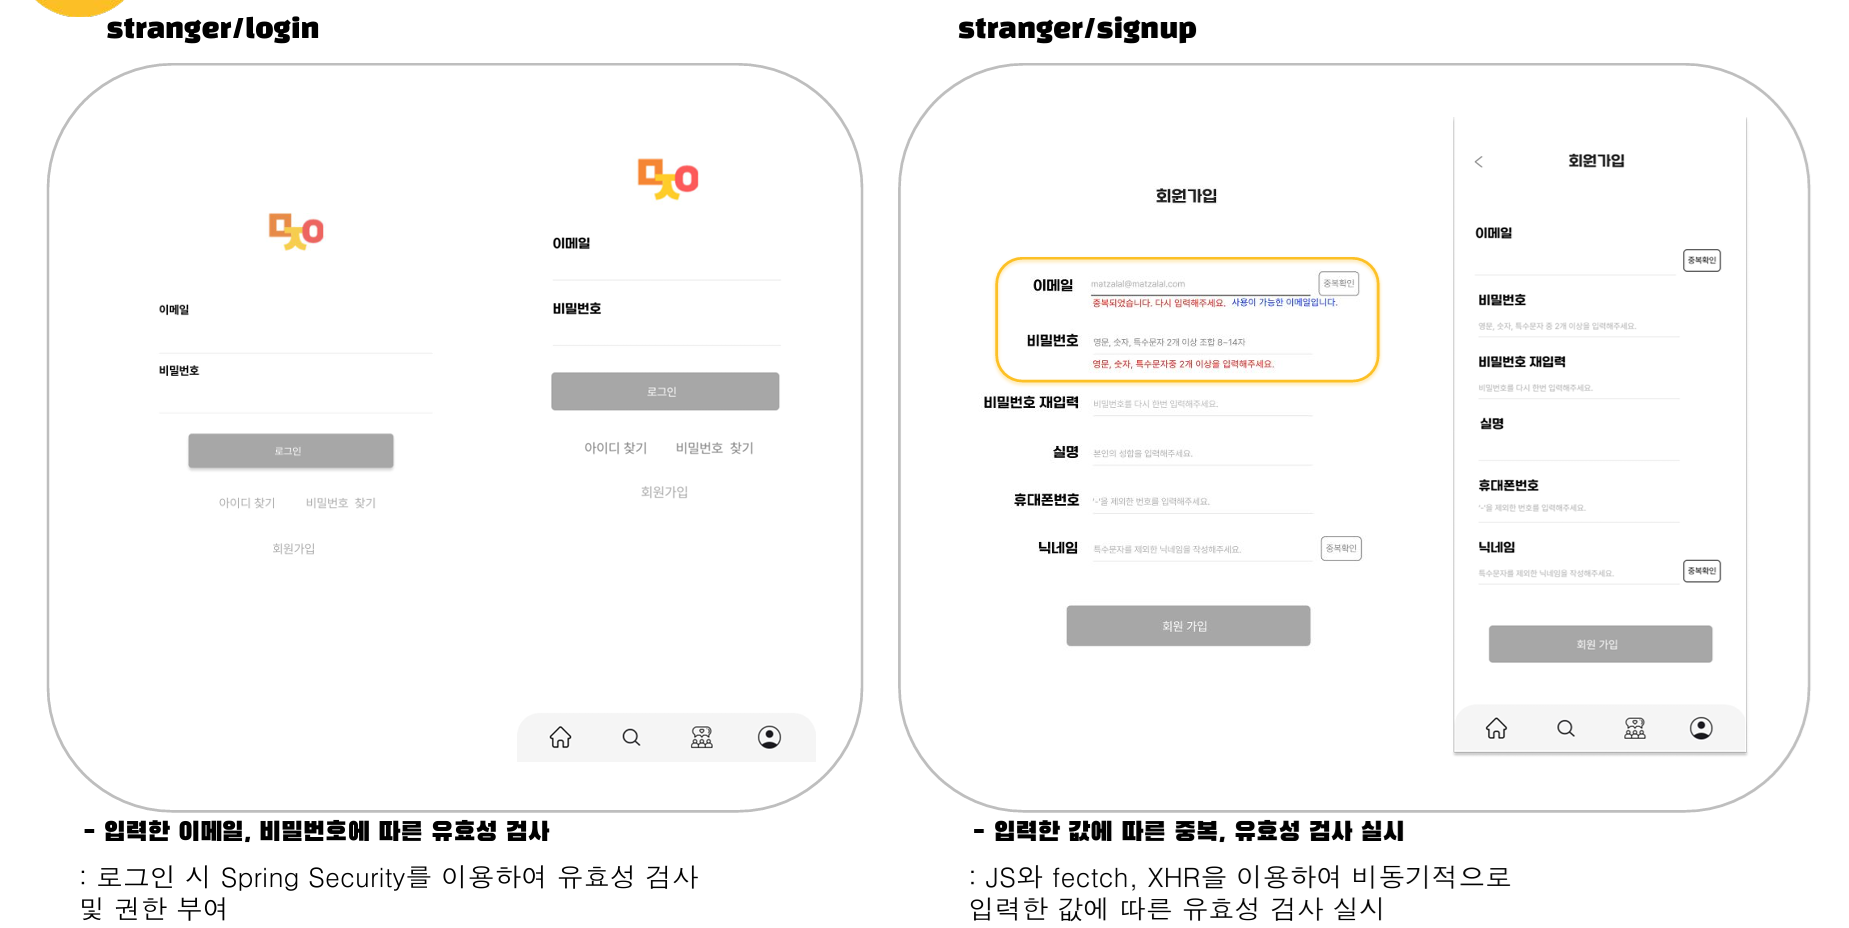 stranger/login
맛zo
이메일
비밀번호
로그인
아이디 찾기 비밀번호 찾기
회원가입
이메일
비밀번호
로그인
아이디 찾기 비밀번호 찾기
회원가입
- 입력한 이메일, 비밀번호에 따른 유효성 검사
: 로그인 시 Spring Security를 이용하여 유효성 검사
및 권한 부여
stranger/signup
회원가입
이메일 matzalal@matzalal.com 중복확인
중복되었습니다. 다시 입력해주세요. 사용이 가능한 이메일입니다.
비밀번호 영문, 숫자, 특수문자 2개 이상 조합 8-14자
영문, 숫자, 특수문자중 2개 이상을 입력해주세요.
비밀번호 재입력 비밀번호를 다시 한번 입력해주세요.
실명 본인의 성함을 입력해주세요.
휴대폰번호 '-'을 제외한 번호를 입력해주세요.
닉네임 특수문자를 제외한 닉네임을 작성해주세요. 중복확인
회원 가입
< 회원가입
이메일
중복확인
비밀번호
영문, 숫자, 특수문자 중 2개 이상을 입력해주세요.
비밀번호 재입력
비밀번호를 다시 한번 입력해주세요.
실명
휴대폰번호
'-'을 제외한 번호를 입력해주세요.
닉네임
특수문자를 제외한 닉네임을 작성해주세요. 중복확인
회원 가입
- 입력한 값에 따른 중복, 유효성 검사 실시
: JS와 fectch, XHR을 이용하여 비동기적으로
입력한 값에 따른 유효성 검사 실시